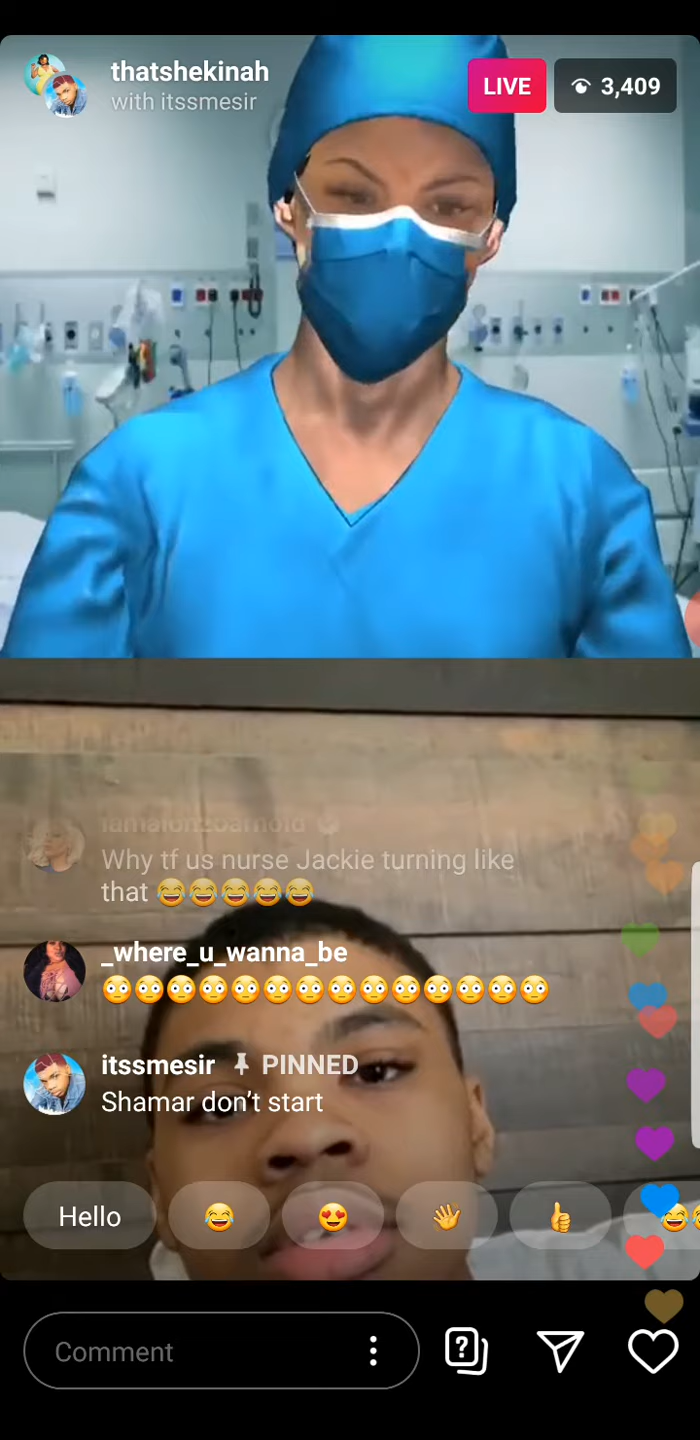 thatshekinah
with itssmesir
LIVE
3,409
iamalonzoarnold
Why tf us nurse Jackie turning like
that 😂😂😂😂😂
_where_u_wanna_be
😳😳😳😳😳😳😳😳😳😳😳😳😳😳
itssmesir PINNED
Shamar don't start
Hello 😂 😍 👋 👍 😂
Comment